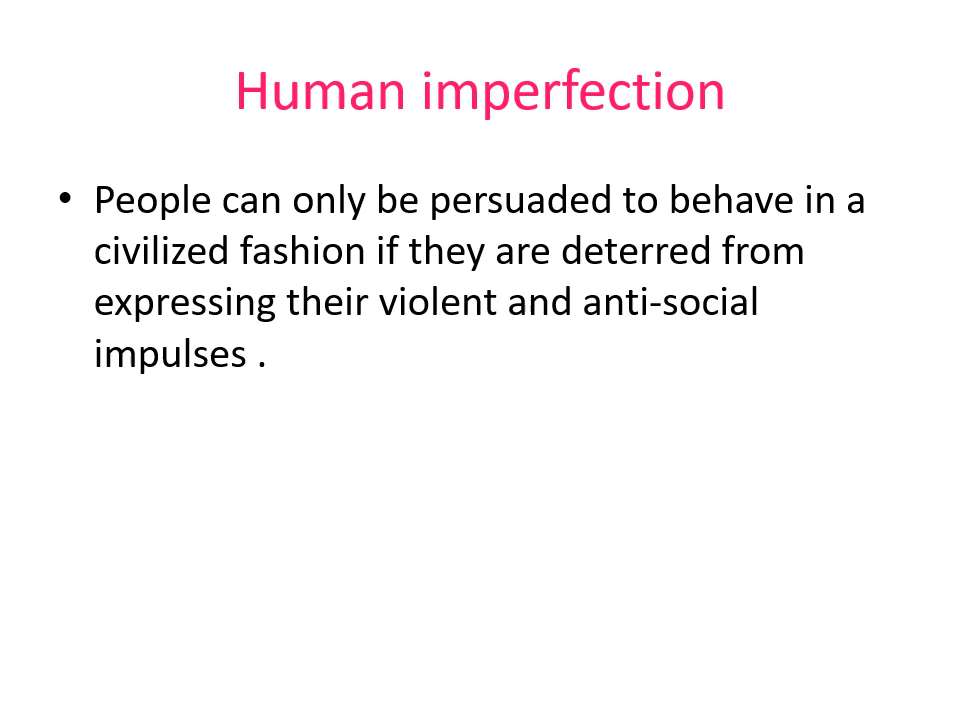 Human imperfection
• People can only be persuaded to behave in a
civilized fashion if they are deterred from
expressing their violent and anti-social
impulses .